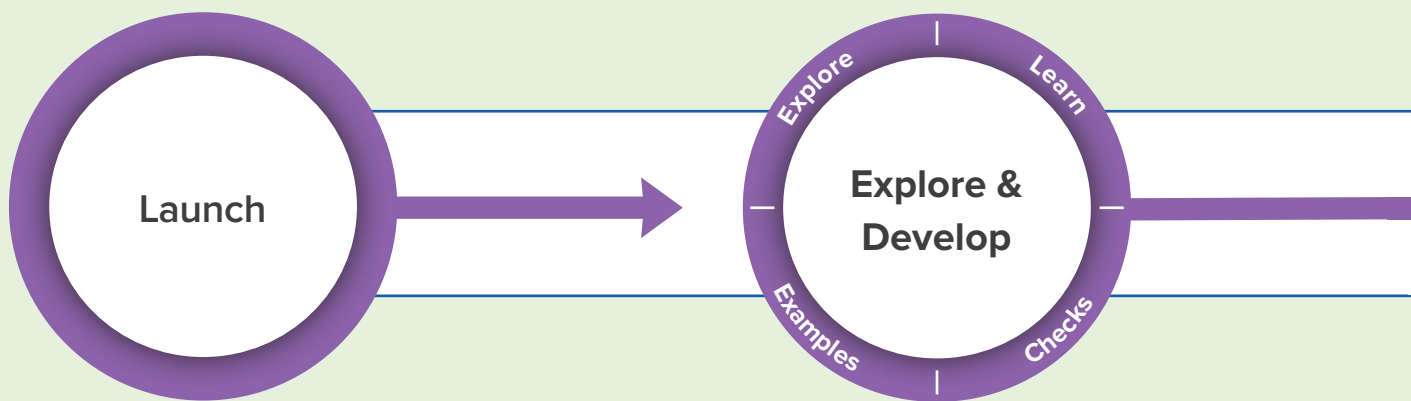 Launch
Explore
Learn
Explore &
Develop
Examples
Checks